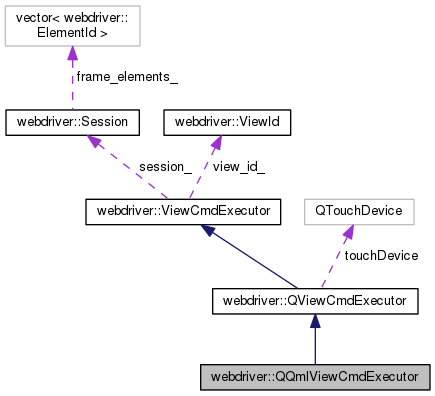 vector< webdriver::
ElementId >
frame_elements_
webdriver::Session
webdriver::ViewId
session_
view_id_
webdriver::ViewCmdExecutor
QTouchDevice
touchDevice
webdriver::QViewCmdExecutor
webdriver::QQmlViewCmdExecutor